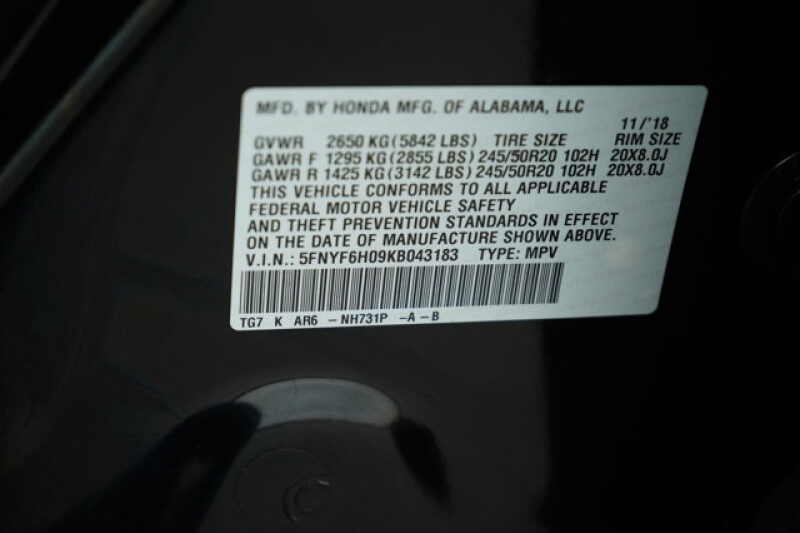 MFD. BY HONDA MFG. OF ALABAMA, LLC
11/'18
GVWR 2650 KG(5842 LBS) TIRE SIZE RIM SIZE
GAWR F 1295 KG(2855 LBS) 245/50R20 102H 20X8.0J
GAWR R 1425 KG(3142 LBS) 245/50R20 102H 20X8.0J
THIS VEHICLE CONFORMS TO ALL APPLICABLE
FEDERAL MOTOR VEHICLE SAFETY
AND THEFT PREVENTION STANDARDS IN EFFECT
ON THE DATE OF MANUFACTURE SHOWN ABOVE.
V.I.N.: 5FNYF6H09KB043183 TYPE: MPV
TG7 K AR6 -NH731P -A-B